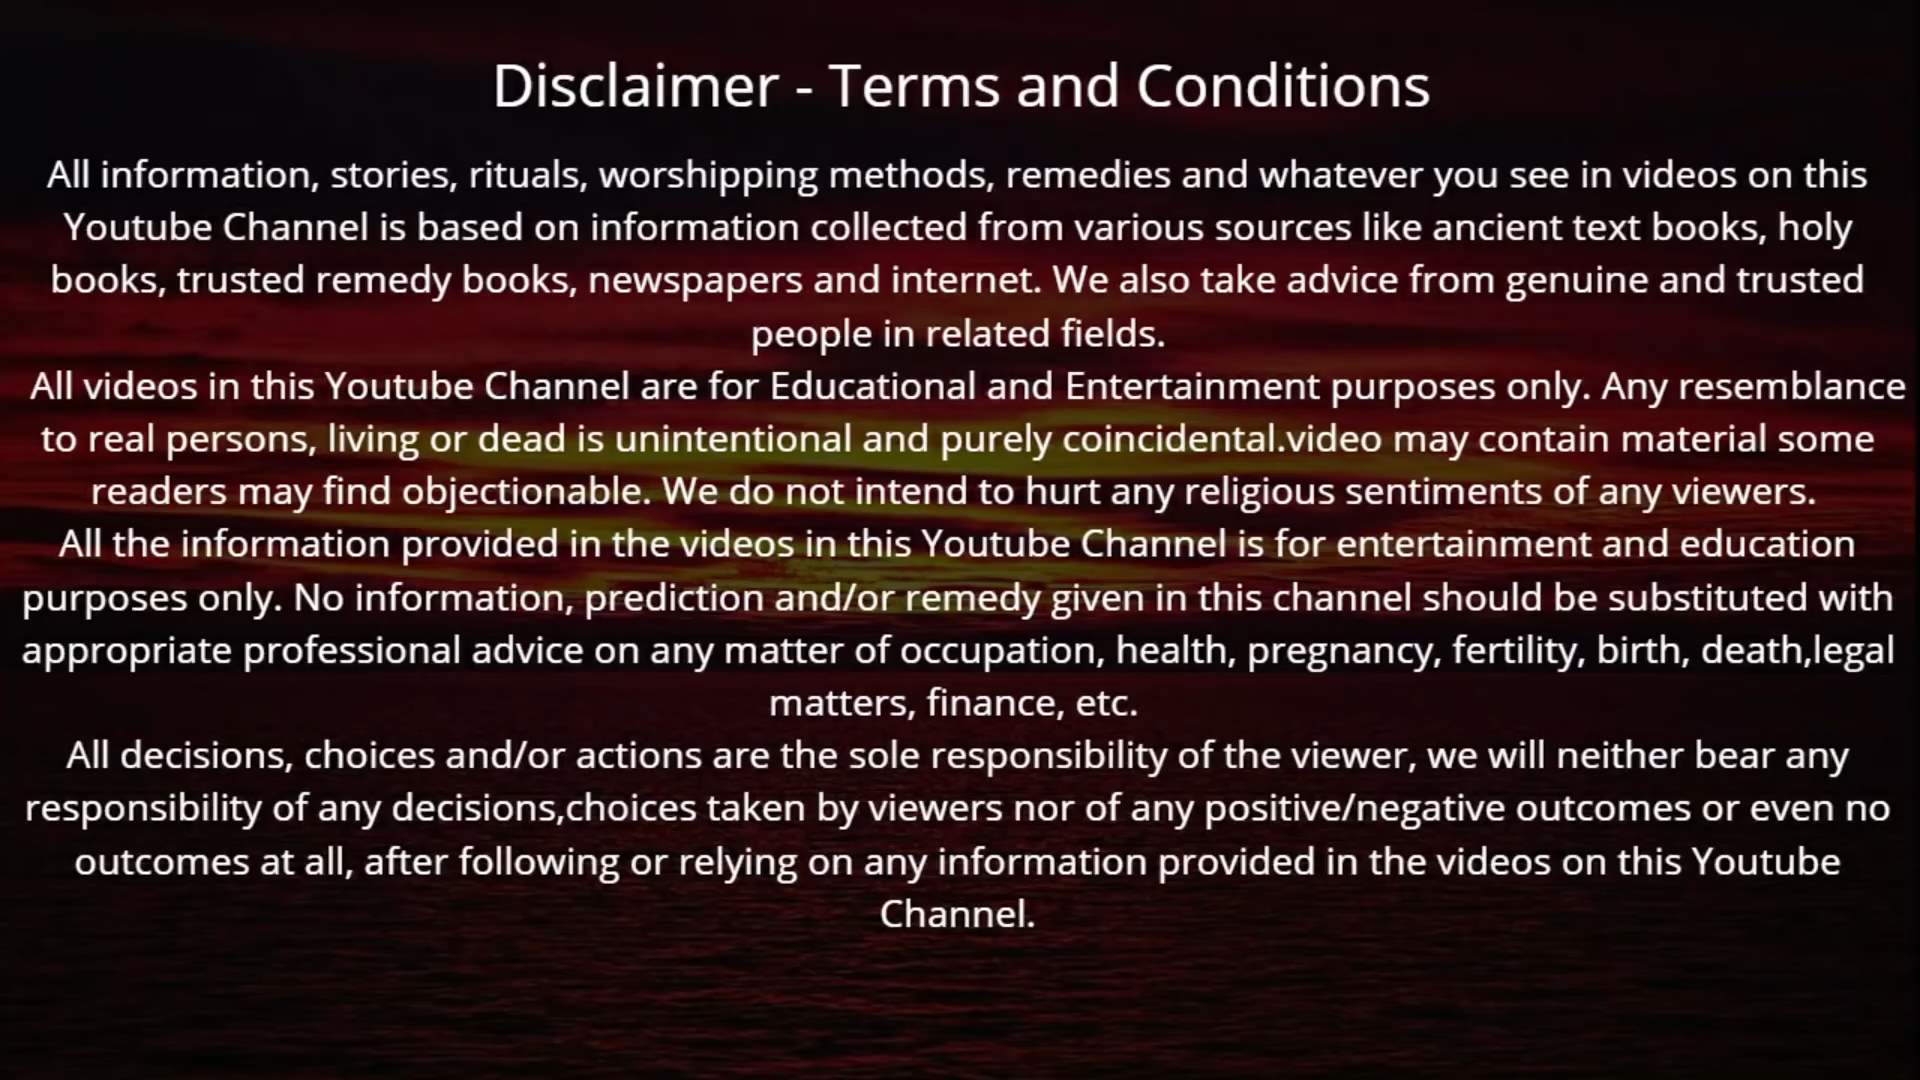 Disclaimer - Terms and Conditions
All information, stories, rituals, worshipping methods, remedies and whatever you see in videos on this
Youtube Channel is based on information collected from various sources like ancient text books, holy
books, trusted remedy books, newspapers and internet. We also take advice from genuine and trusted
people in related fields.
All videos in this Youtube Channel are for Educational and Entertainment purposes only. Any resemblance
to real persons, living or dead is unintentional and purely coincidental.video may contain material some
readers may find objectionable. We do not intend to hurt any religious sentiments of any viewers.
All the information provided in the videos in this Youtube Channel is for entertainment and education
purposes only. No information, prediction and/or remedy given in this channel should be substituted with
appropriate professional advice on any matter of occupation, health, pregnancy, fertility, birth, death,legal
matters, finance, etc.
All decisions, choices and/or actions are the sole responsibility of the viewer, we will neither bear any
responsibility of any decisions,choices taken by viewers nor of any positive/negative outcomes or even no
outcomes at all, after following or relying on any information provided in the videos on this Youtube
Channel.